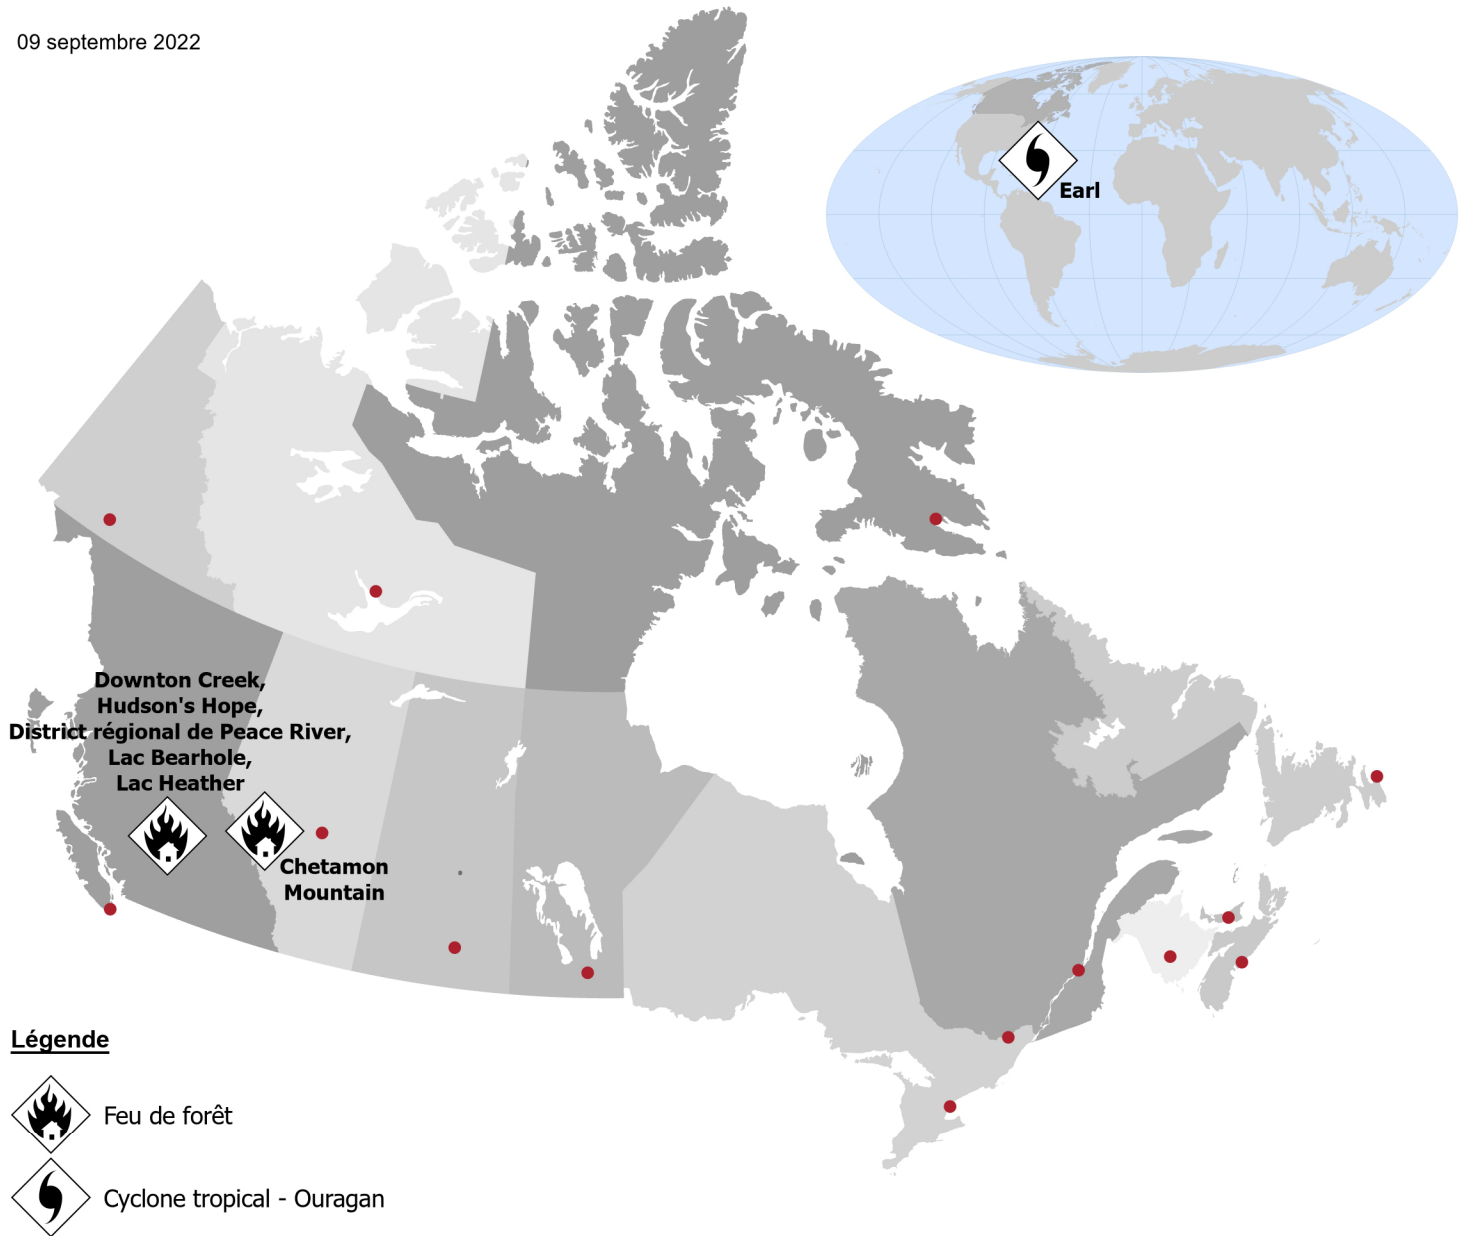 09 septembre 2022
Earl
Downton Creek,
Hudson's Hope,
District régional de Peace River,
Lac Bearhole,
Lac Heather
Chetamon
Mountain
Légende
Feu de forêt
Cyclone tropical - Ouragan